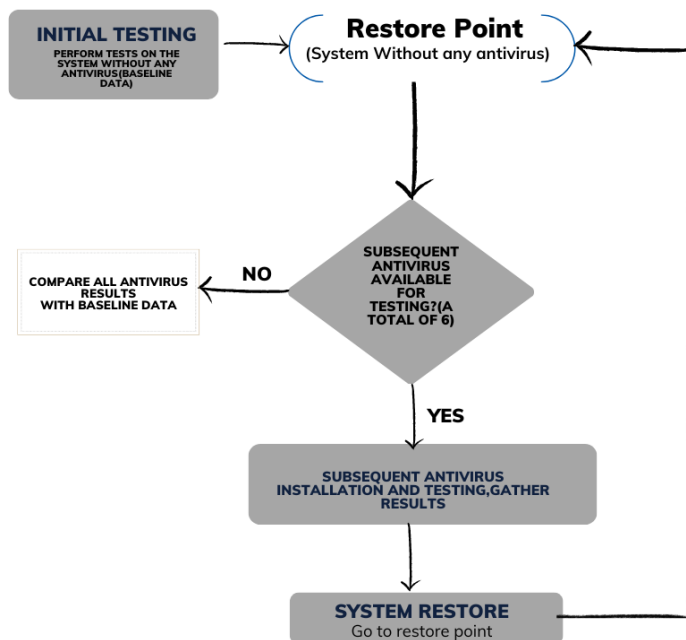 INITIAL TESTING
PERFORM TESTS ON THE
SYSTEM WITHOUT ANY
ANTIVIRUS(BASELINE
DATA)
Restore Point
(System Without any antivirus)
SUBSEQUENT
ANTIVIRUS
AVAILABLE
FOR
TESTING?(A
TOTAL OF 6)
NO
COMPARE ALL ANTIVIRUS
RESULTS
WITH BASELINE DATA
YES
SUBSEQUENT ANTIVIRUS
INSTALLATION AND TESTING,GATHER
RESULTS
SYSTEM RESTORE
Go to restore point